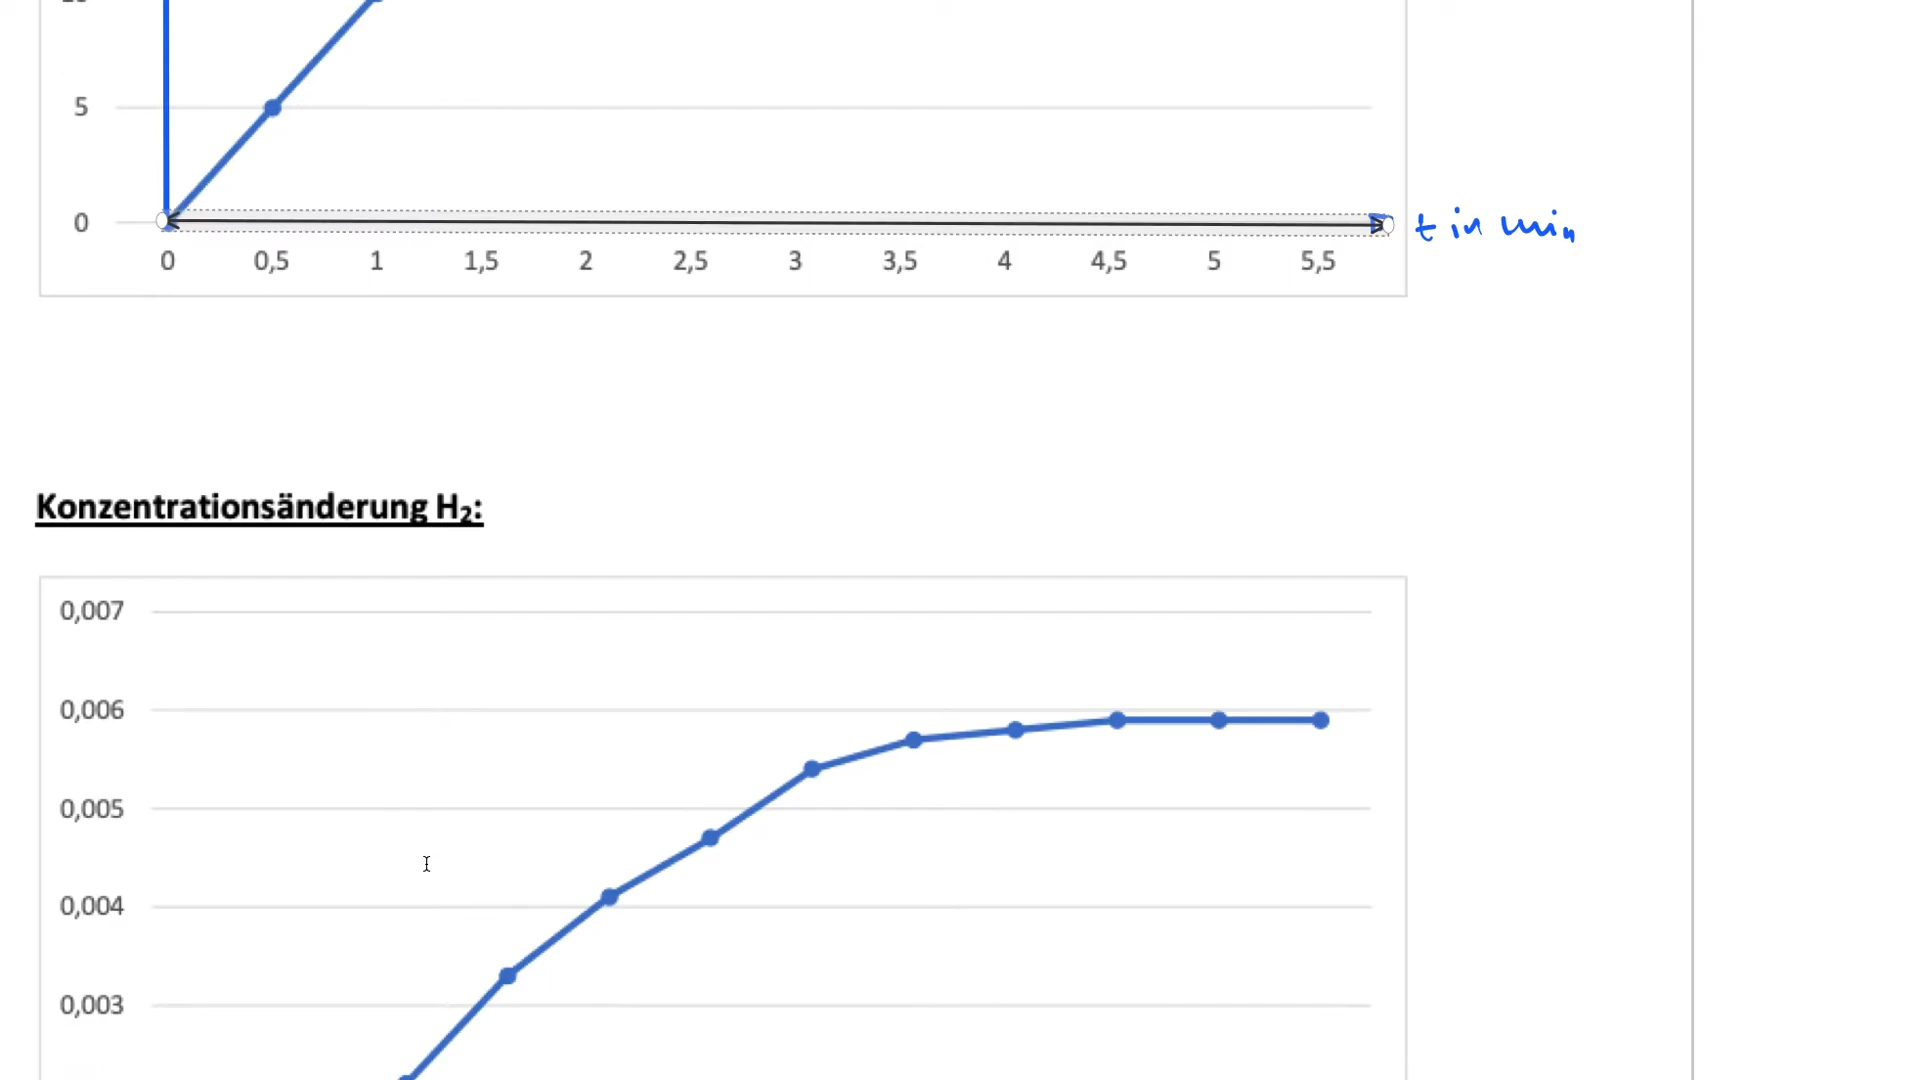 5
0
t in min
0 0,5 1 1,5 2 2,5 3 3,5 4 4,5 5 5,5
Konzentrationsänderung H₂:
0,007
0,006
0,005
0,004
0,003